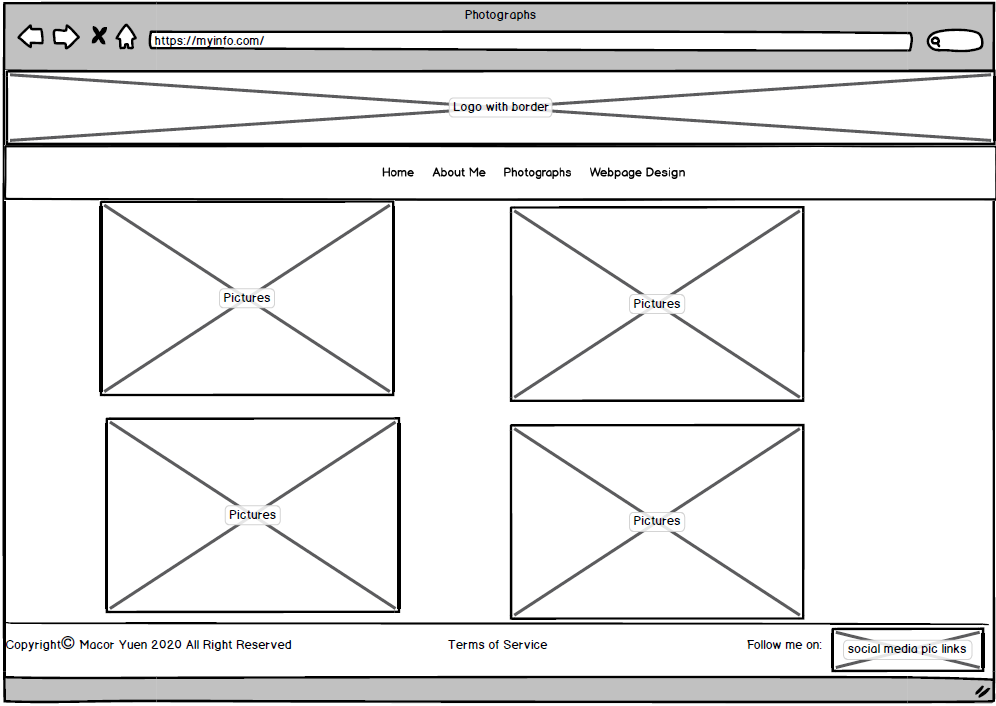 Photographs
https://myinfo.com/
Logo with border
Home About Me Photographs Webpage Design
Pictures
Pictures
Pictures
Pictures
Copyright© Macor Yuen 2020 All Right Reserved Terms of Service Follow me on: social media pic links